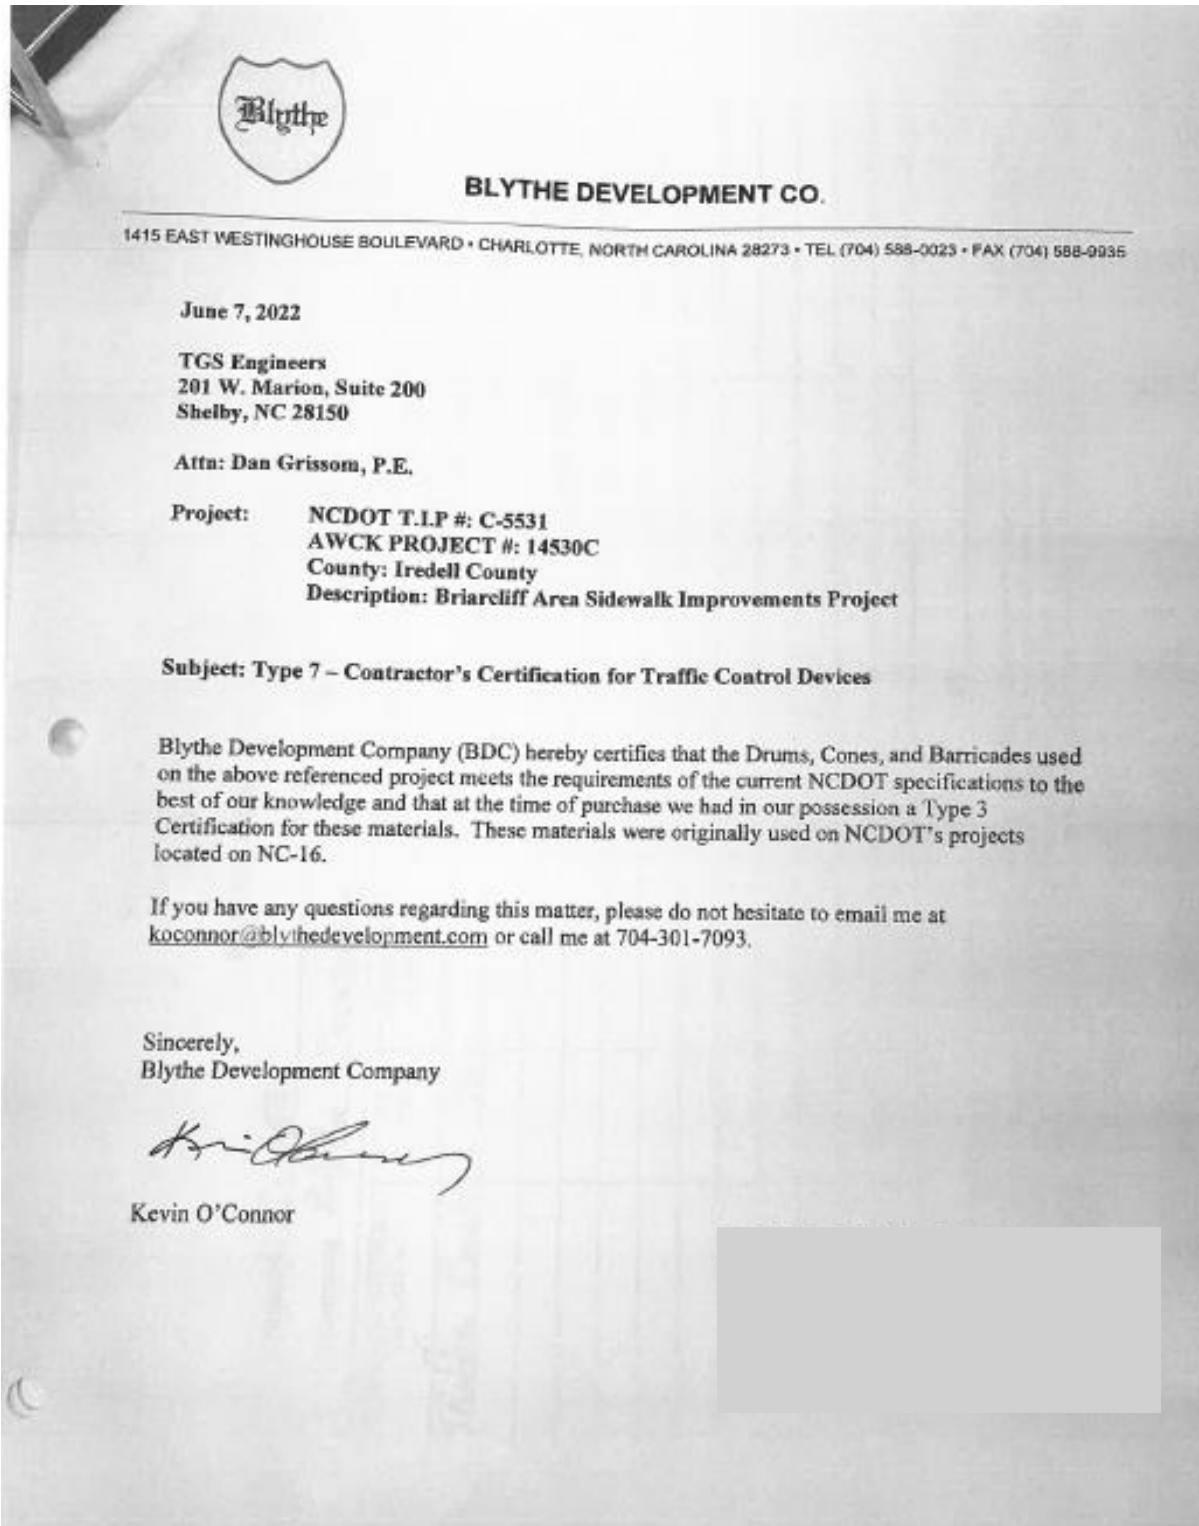 Blythe
BLYTHE DEVELOPMENT CO.
1415 EAST WESTINGHOUSE BOULEVARD • CHARLOTTE, NORTH CAROLINA 28273 • TEL (704) 588-0023 • FAX (704) 588-9935
June 7, 2022
TGS Engineers
201 W. Marion, Suite 200
Shelby, NC 28150
Attn: Dan Grissom, P.E.
Project: NCDOT T.I.P #: C-5531
AWCK PROJECT #: 14530C
County: Iredell County
Description: Briarcliff Area Sidewalk Improvements Project
Subject: Type 7 – Contractor's Certification for Traffic Control Devices
Blythe Development Company (BDC) hereby certifies that the Drums, Cones, and Barricades used
on the above referenced project meets the requirements of the current NCDOT specifications to the
best of our knowledge and that at the time of purchase we had in our possession a Type 3
Certification for these materials. These materials were originally used on NCDOT's projects
located on NC-16.
If you have any questions regarding this matter, please do not hesitate to email me at
koconnor@blythedevelopment.com or call me at 704-301-7093.
Sincerely,
Blythe Development Company
Kevin O'Connor
Kevin O'Connor